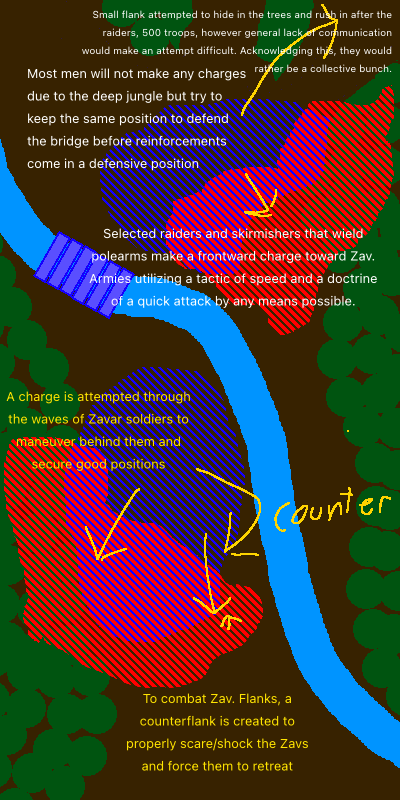 Small flank attempted to hide in the trees and rush in after the
raiders, 500 troops, however general lack of communication
would make an attempt difficult. Acknowledging this, they would
rather be a collective bunch.
Most men will not make any charges
due to the deep jungle but try to
keep the same position to defend
the bridge before reinforcements
come in a defensive position
Selected raiders and skirmishers that wield
polearms make a frontward charge toward Zav.
Armies utilizing a tactic of speed and a doctrine
of a quick attack by any means possible.
A charge is attempted through
the waves of Zavar soldiers to
maneuver behind them and
secure good positions
counter
To combat Zav. Flanks, a
counterflank is created to
properly scare/shock the Zavs
and force them to retreat